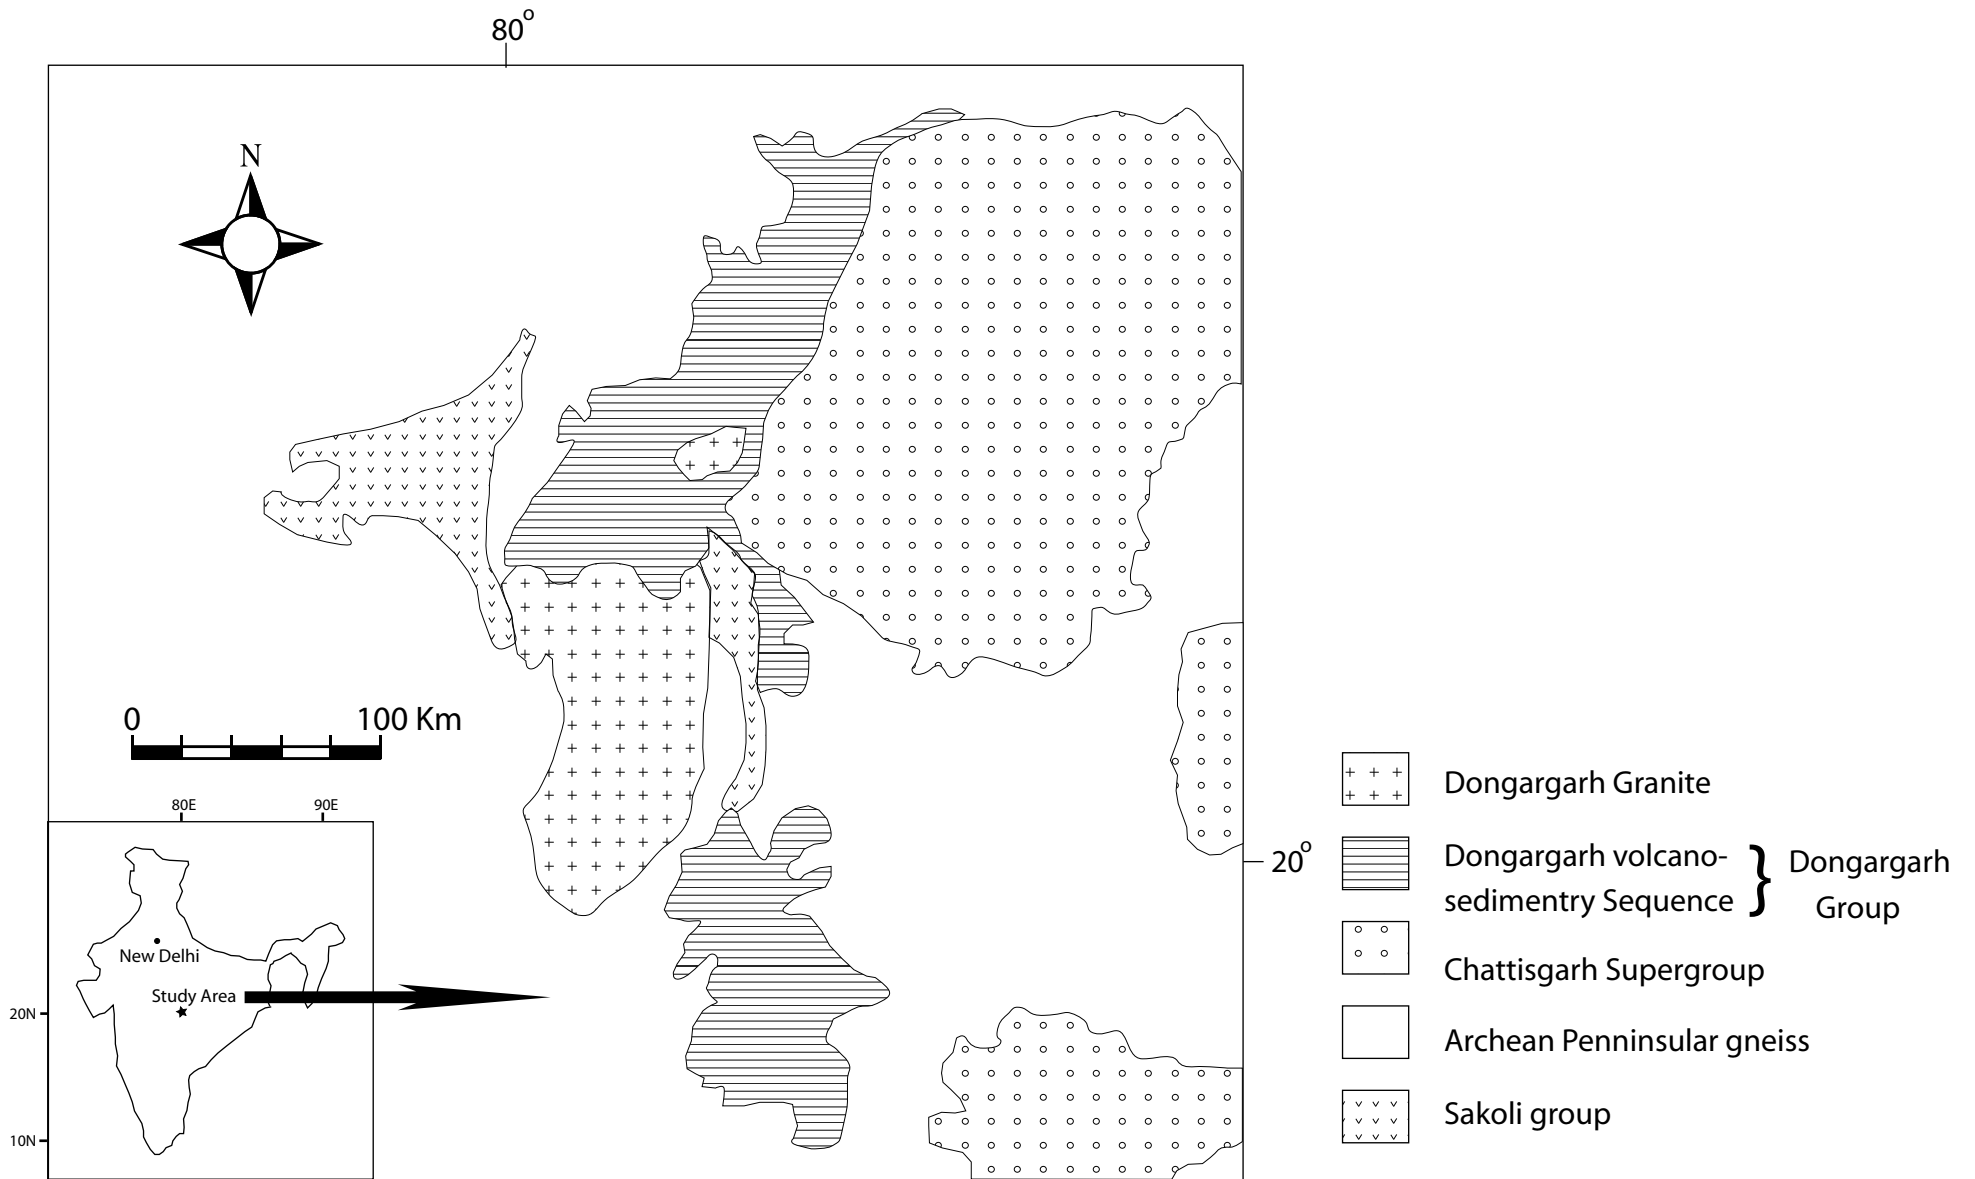 80°
N
0 100 Km
80E 90E
New Delhi
Study Area
20N
10N
20°
Dongargarh Granite
Dongargarh volcano-
sedimentry Sequence
} Dongargarh
Group
Chattisgarh Supergroup
Archean Penninsular gneiss
Sakoli group